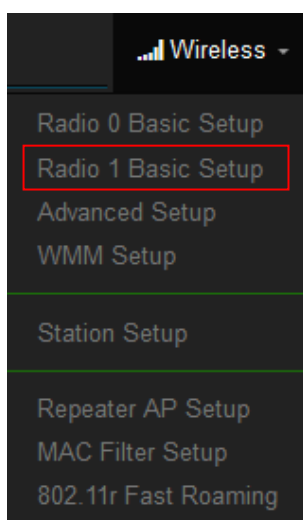 Wireless
Radio 0 Basic Setup
Radio 1 Basic Setup
Advanced Setup
WMM Setup
Station Setup
Repeater AP Setup
MAC Filter Setup
802.11r Fast Roaming